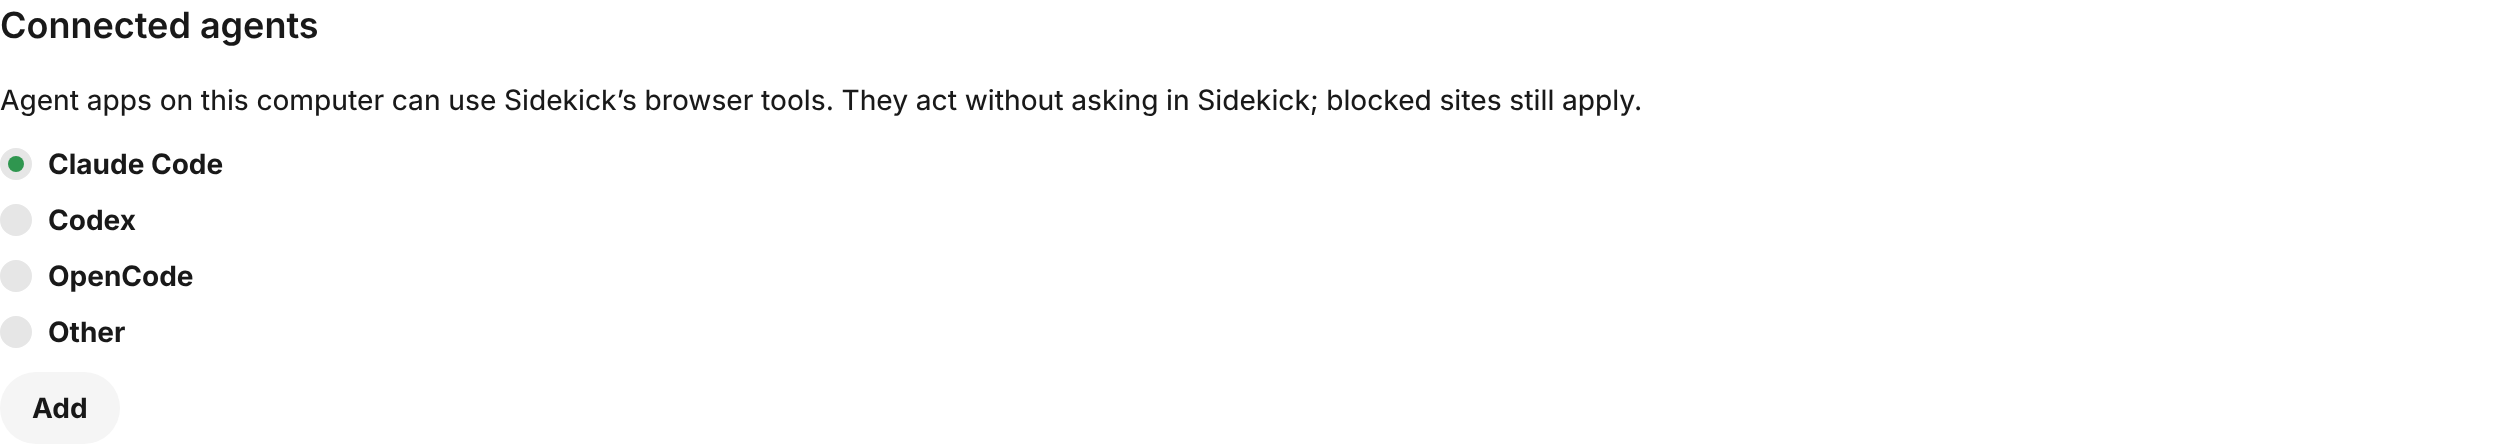 Connected agents
Agent apps on this computer can use Sidekick’s browser tools. They act without asking in Sidekick; blocked sites still apply.
Claude Code
Codex
OpenCode
Other
Add